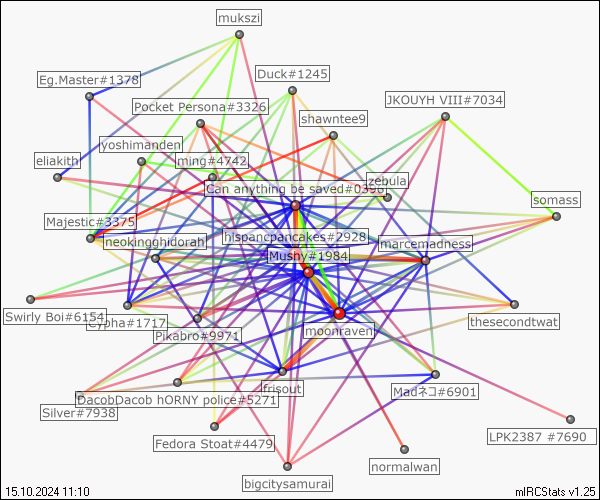 mukszi
Duck#1245
Eg.Master#1378
JKOUYH VIII#7034
Pocket Persona#3326
shawntee9
yoshimanden
eliakith
ming#4742
zebula
Can anything be saved#0396
somass
Majestic#3375
hispancpancakes#2928
neokingghidorah
marcemadness
Mushy#1984
Swirly Boi#6154
Cypha#1717
thesecondtwat
moonraven
Pikabro#9971
frisout
Madネコ#6901
DacobDacob hORNY police#5271
Silver#7938
LPK2387 #7690
Fedora Stoat#4479
normalwan
bigcitysamurai
15.10.2024 11:10
mIRCStats v1.25